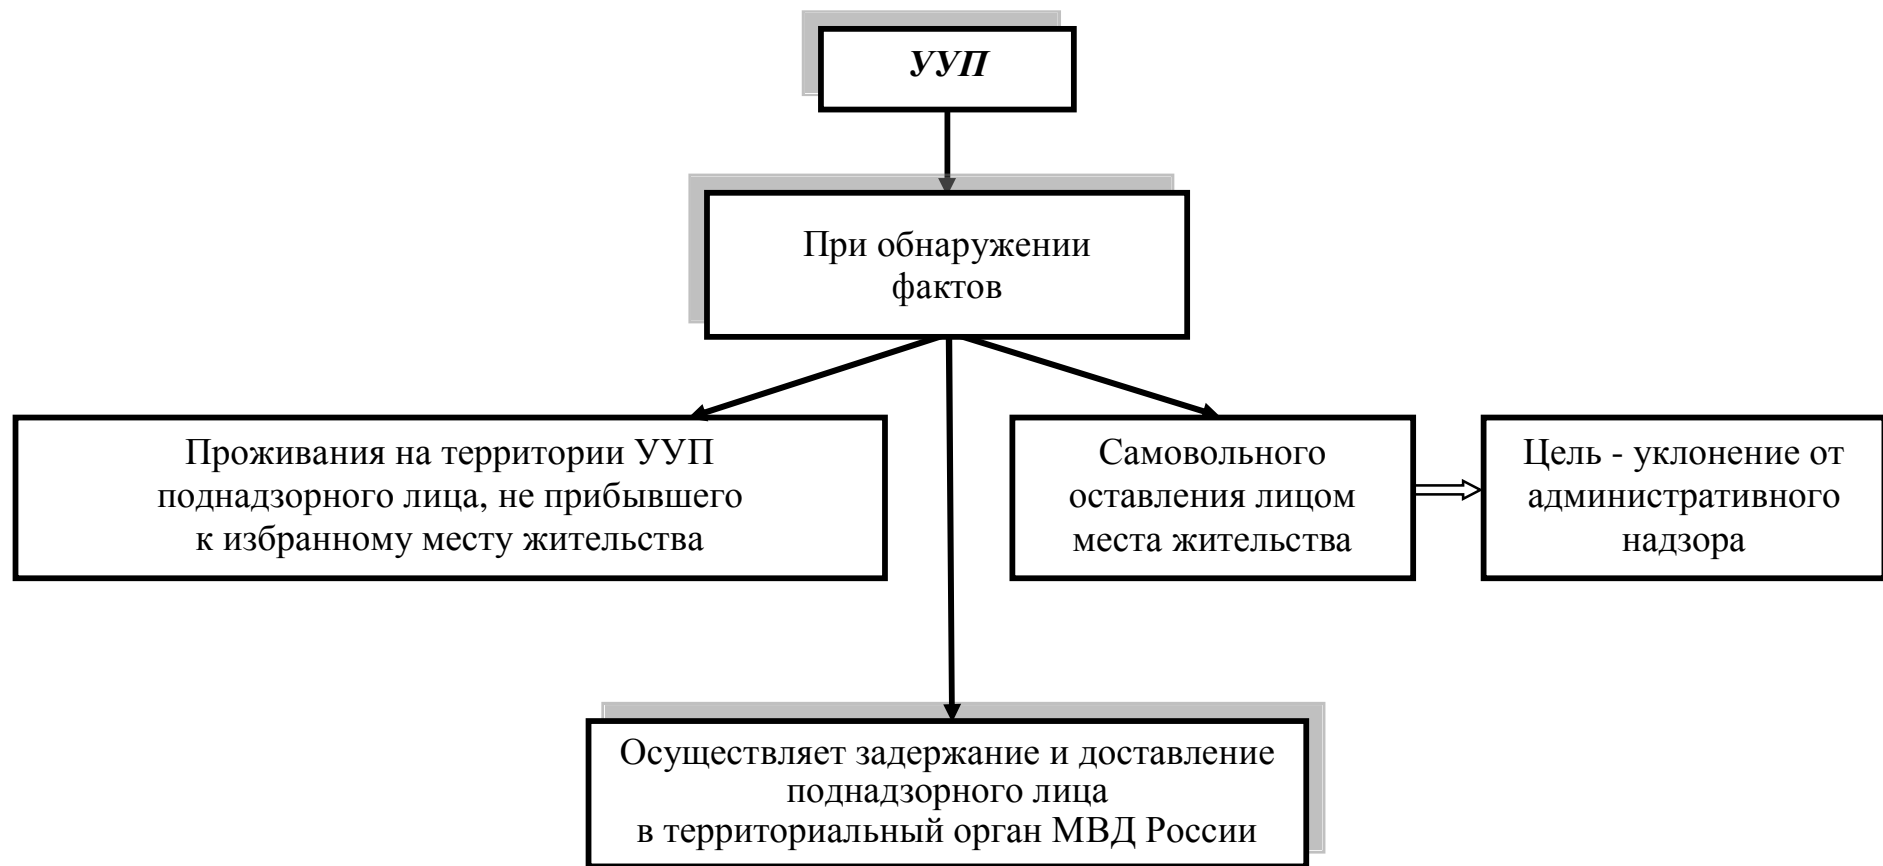 УУП
При обнаружении
фактов
Проживания на территории УУП
поднадзорного лица, не прибывшего
к избранному месту жительства
Самовольного
оставления лицом
места жительства
Цель - уклонение от
административного
надзора
Осуществляет задержание и доставление
поднадзорного лица
в территориальный орган МВД России